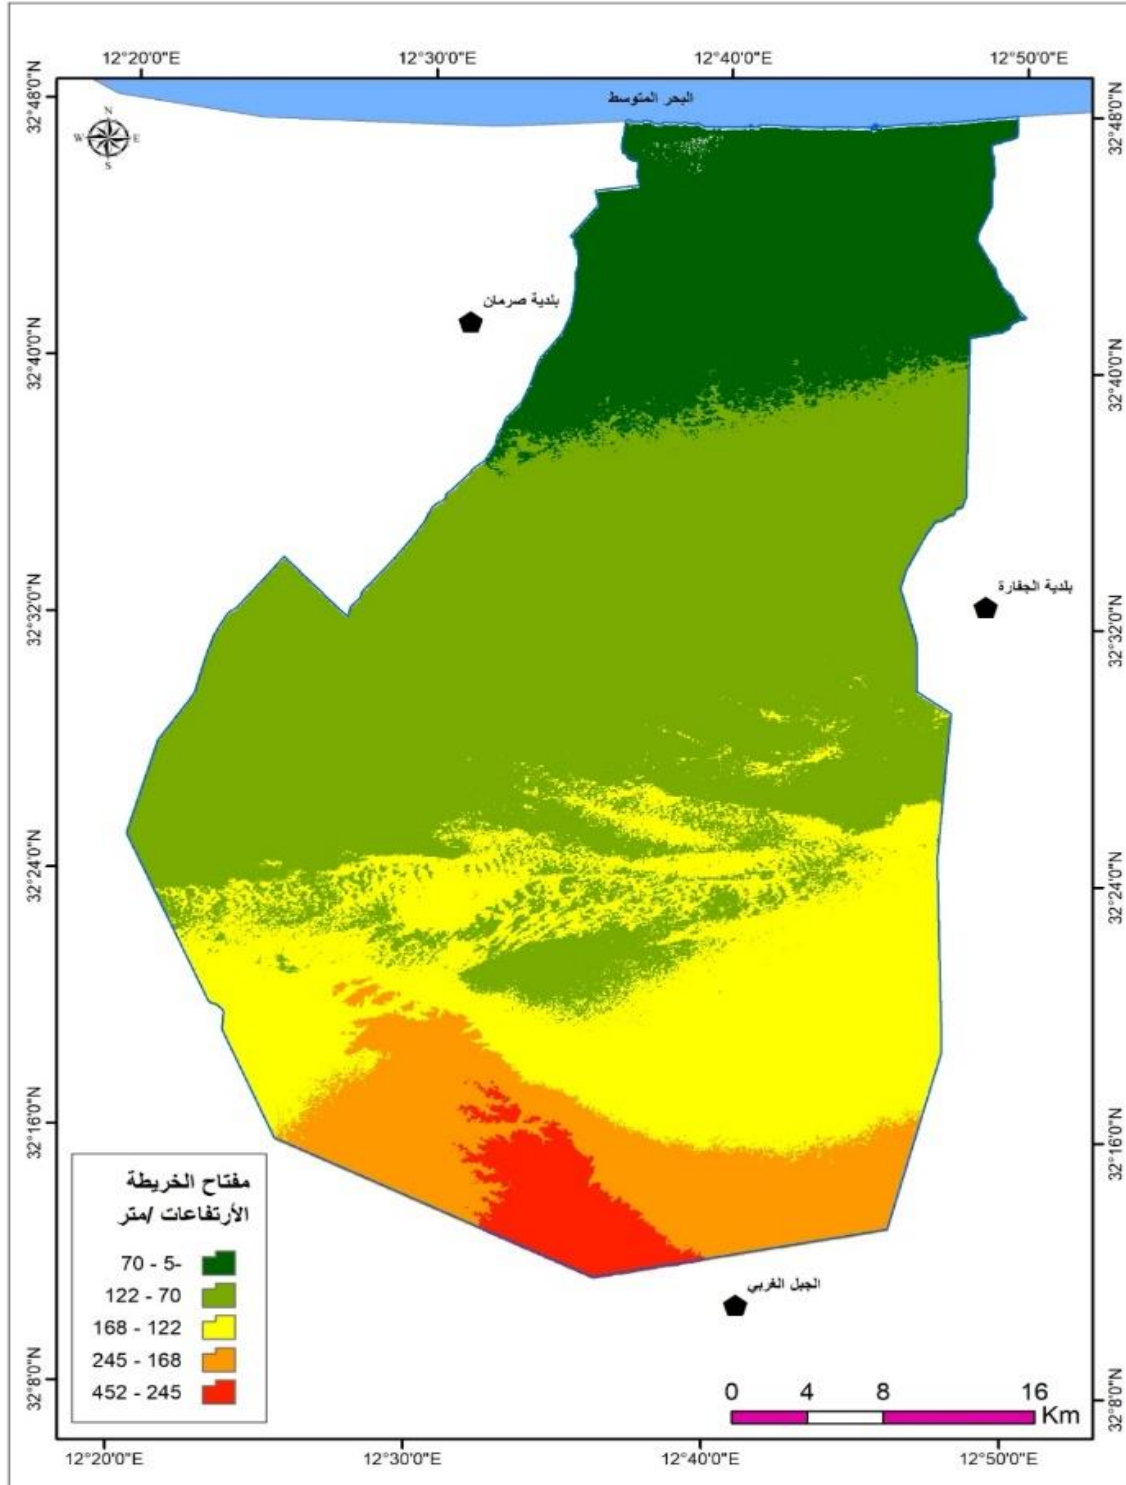 12°20'0"E
12°30'0"E
12°40'0"E
12°50'0"E
البحر المتوسط
32°48'0"N
32°48'0"N
N
W
E
S
بلدية صرمان
32°40'0"N
32°40'0"N
بلدية الجفارة
32°32'0"N
32°32'0"N
32°24'0"N
32°24'0"N
32°16'0"N
32°16'0"N
مفتاح الخريطة
الأرتفاعات /متر
70 - 5-
122 - 70
168 - 122
245 - 168
452 - 245
الجبل الغربي
0 4 8 16
Km
32°8'0"N
32°8'0"N
12°20'0"E
12°30'0"E
12°40'0"E
12°50'0"E